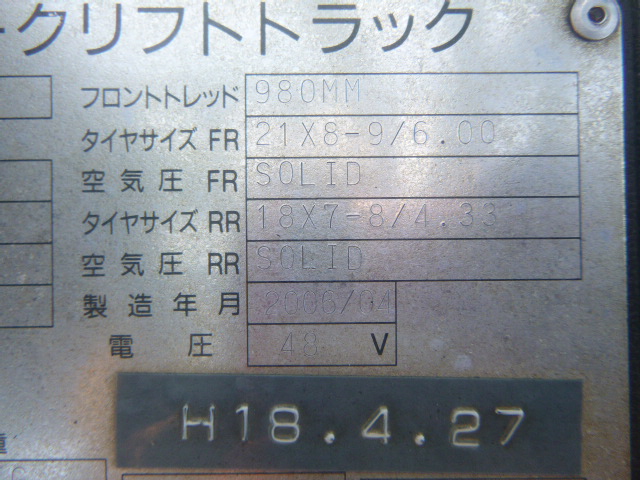 ークリフトトラック
フロントトレッド 980MM
タイヤサイズ FR 21X8-9/6.00
空気圧 FR SOLID
タイヤサイズ RR 18X7-8/4.33
空気圧 RR SOLID
製造年月 2006/04
電圧 48 V
H18.4.27